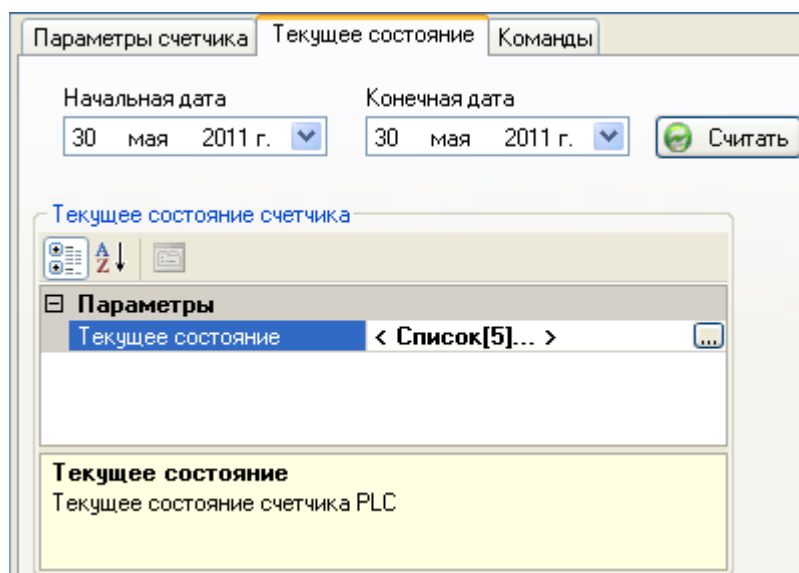 Параметры счетчика Текущее состояние Команды
Начальная дата Конечная дата
30 мая 2011 г. 30 мая 2011 г. Считать
Текущее состояние счетчика
A
Z
Параметры
Текущее состояние < Список[5]... > ...
Текущее состояние
Текущее состояние счетчика PLC